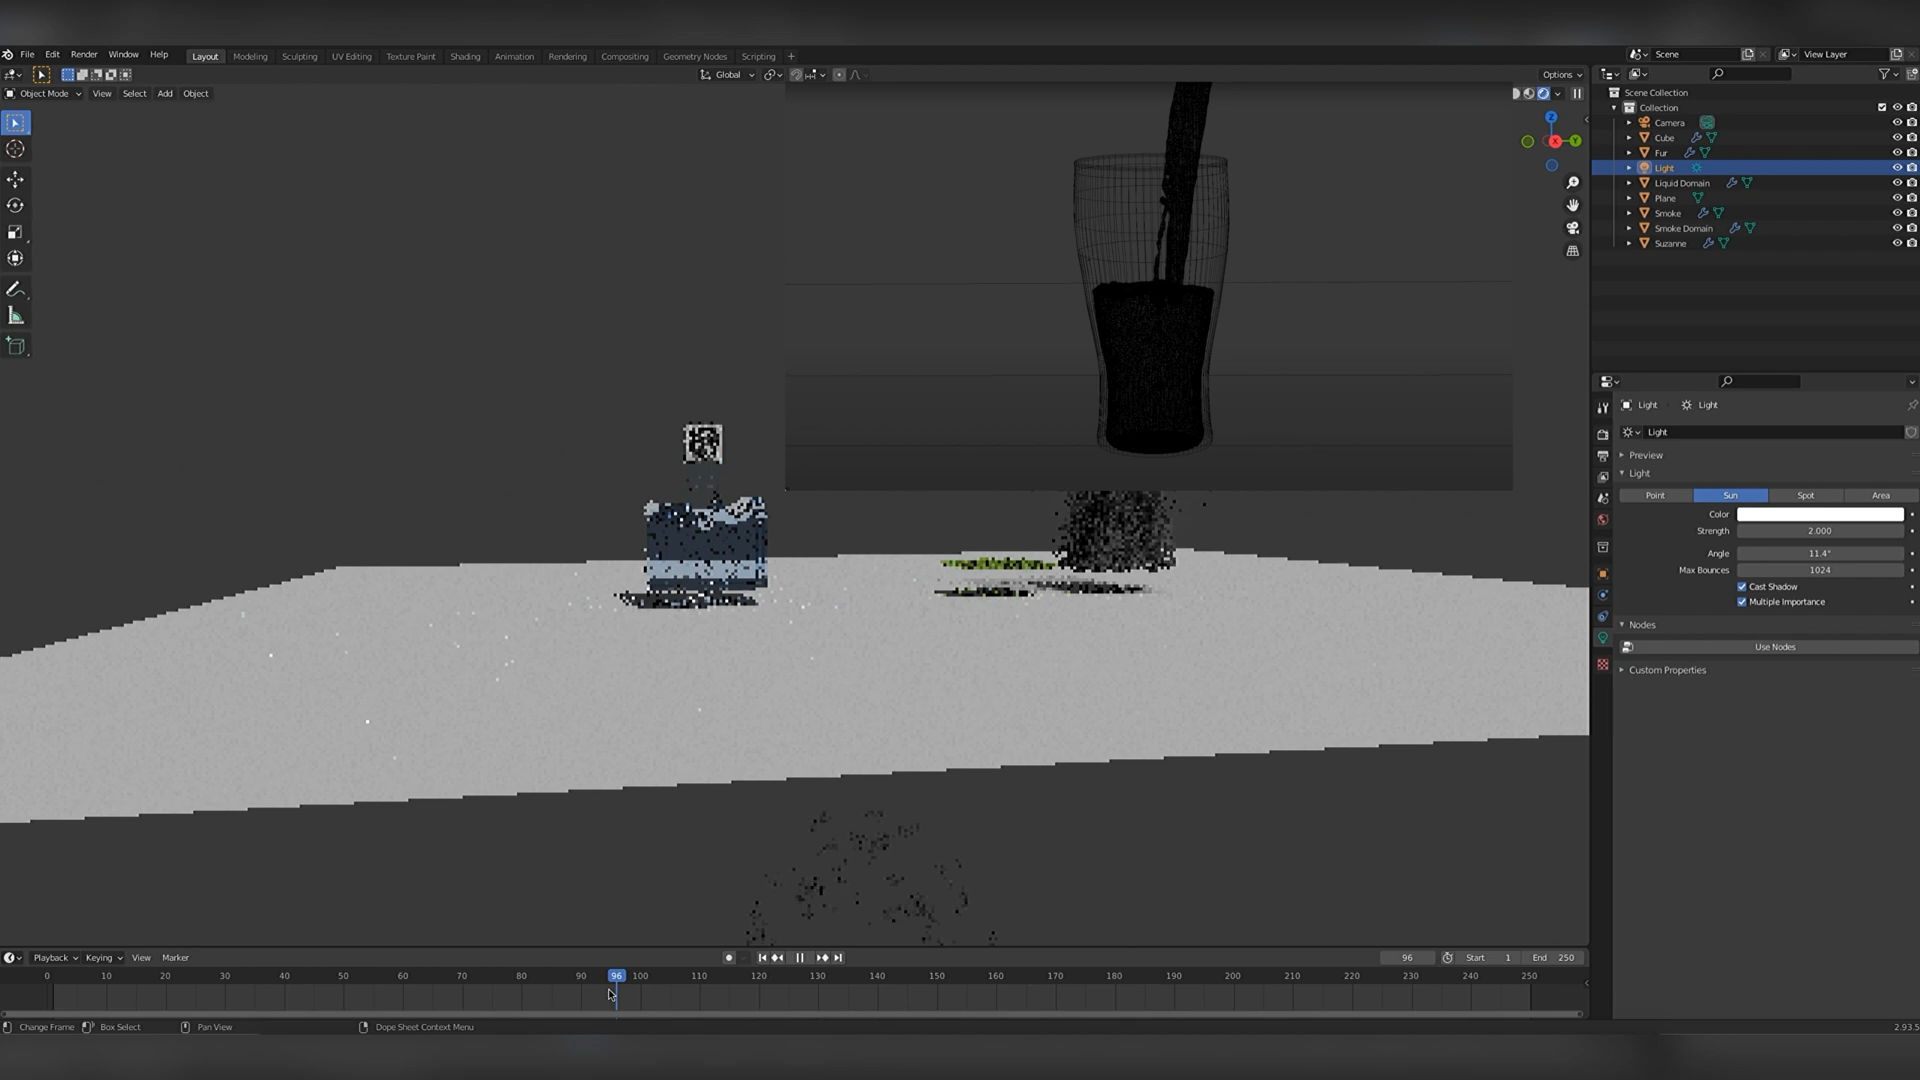 File Edit Render Window Help Layout Modeling Sculpting UV Editing Texture Paint Shading Animation Rendering Compositing Geometry Nodes Scripting + Scene View Layer
Global Options
Object Mode View Select Add Object
Scene Collection
Collection
Camera
Cube
Fur
Light
Liquid Domain
Plane
Smoke
Smoke Domain
Suzanne
Z
X
Y
Light Light
Light
Preview
Light
Point Sun Spot Area
Color
Strength 2.000
Angle 11.4°
Max Bounces 1024
Cast Shadow
Multiple Importance
Nodes
Use Nodes
Custom Properties
Playback Keying View Marker 96 Start 1 End 250
0 10 20 30 40 50 60 70 80 90 96 100 110 120 130 140 150 160 170 180 190 200 210 220 230 240 250
Change Frame Box Select Pan View Dope Sheet Context Menu 2.93.5